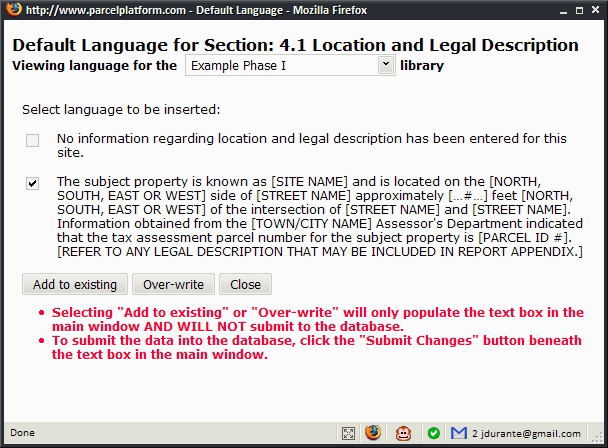 http://www.parcelplatform.com - Default Language - Mozilla Firefox
Default Language for Section: 4.1 Location and Legal Description
Viewing language for the Example Phase I library
Select language to be inserted:
No information regarding location and legal description has been entered for this
site.
The subject property is known as [SITE NAME] and is located on the [NORTH,
SOUTH, EAST OR WEST] side of [STREET NAME] approximately [...#...] feet [NORTH,
SOUTH, EAST OR WEST] of the intersection of [STREET NAME] and [STREET NAME].
Information obtained from the [TOWN/CITY NAME] Assessor's Department indicated
that the tax assessment parcel number for the subject property is [PARCEL ID #].
[REFER TO ANY LEGAL DESCRIPTION THAT MAY BE INCLUDED IN REPORT APPENDIX.]
Add to existing Over-write Close
• Selecting "Add to existing" or "Over-write" will only populate the text box in the
main window AND WILL NOT submit to the database.
• To submit the data into the database, click the "Submit Changes" button beneath
the text box in the main window.
Done 2 jdurante@gmail.com